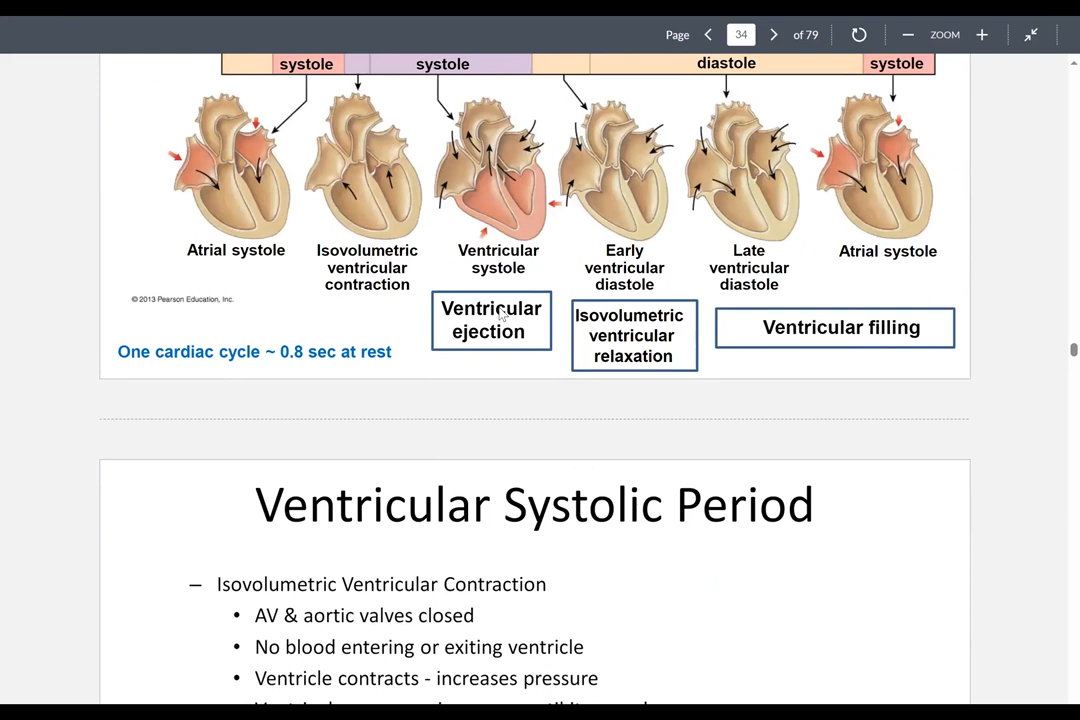 Page 34 of 79 ZOOM
systole systole diastole systole
Atrial systole
Isovolumetric
ventricular
contraction
Ventricular
systole
Early
ventricular
diastole
Late
ventricular
diastole
Atrial systole
© 2013 Pearson Education, Inc.
Ventricular
ejection
Isovolumetric
ventricular
relaxation
Ventricular filling
One cardiac cycle ~ 0.8 sec at rest
Ventricular Systolic Period
– Isovolumetric Ventricular Contraction
• AV & aortic valves closed
• No blood entering or exiting ventricle
• Ventricle contracts - increases pressure